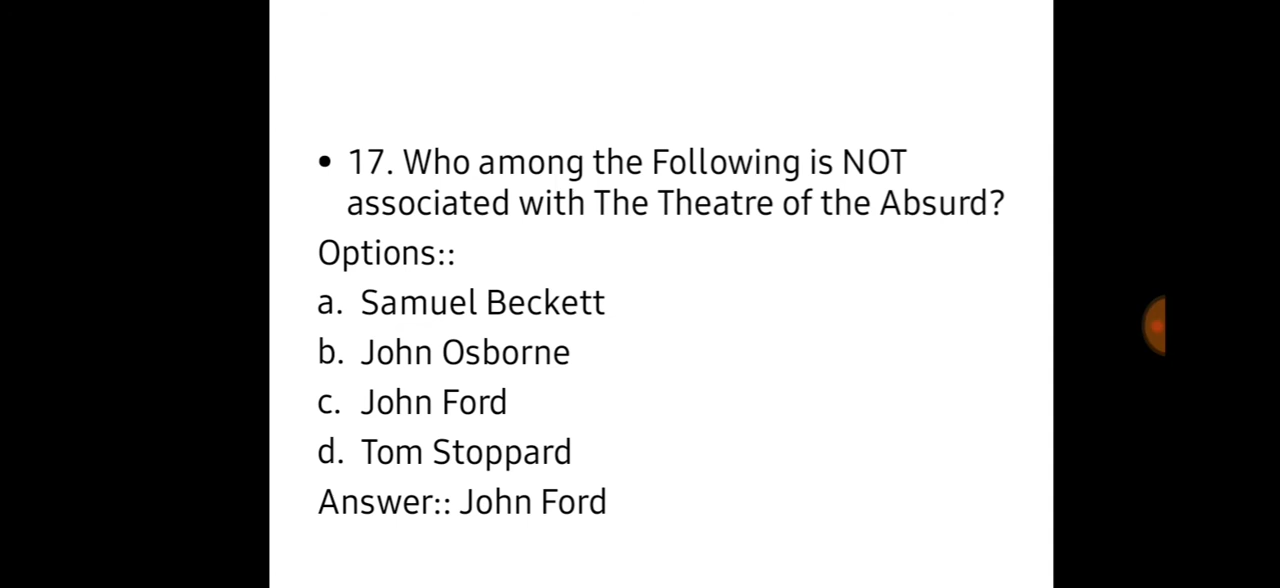 • 17. Who among the Following is NOT
associated with The Theatre of the Absurd?
Options::
a. Samuel Beckett
b. John Osborne
c. John Ford
d. Tom Stoppard
Answer:: John Ford